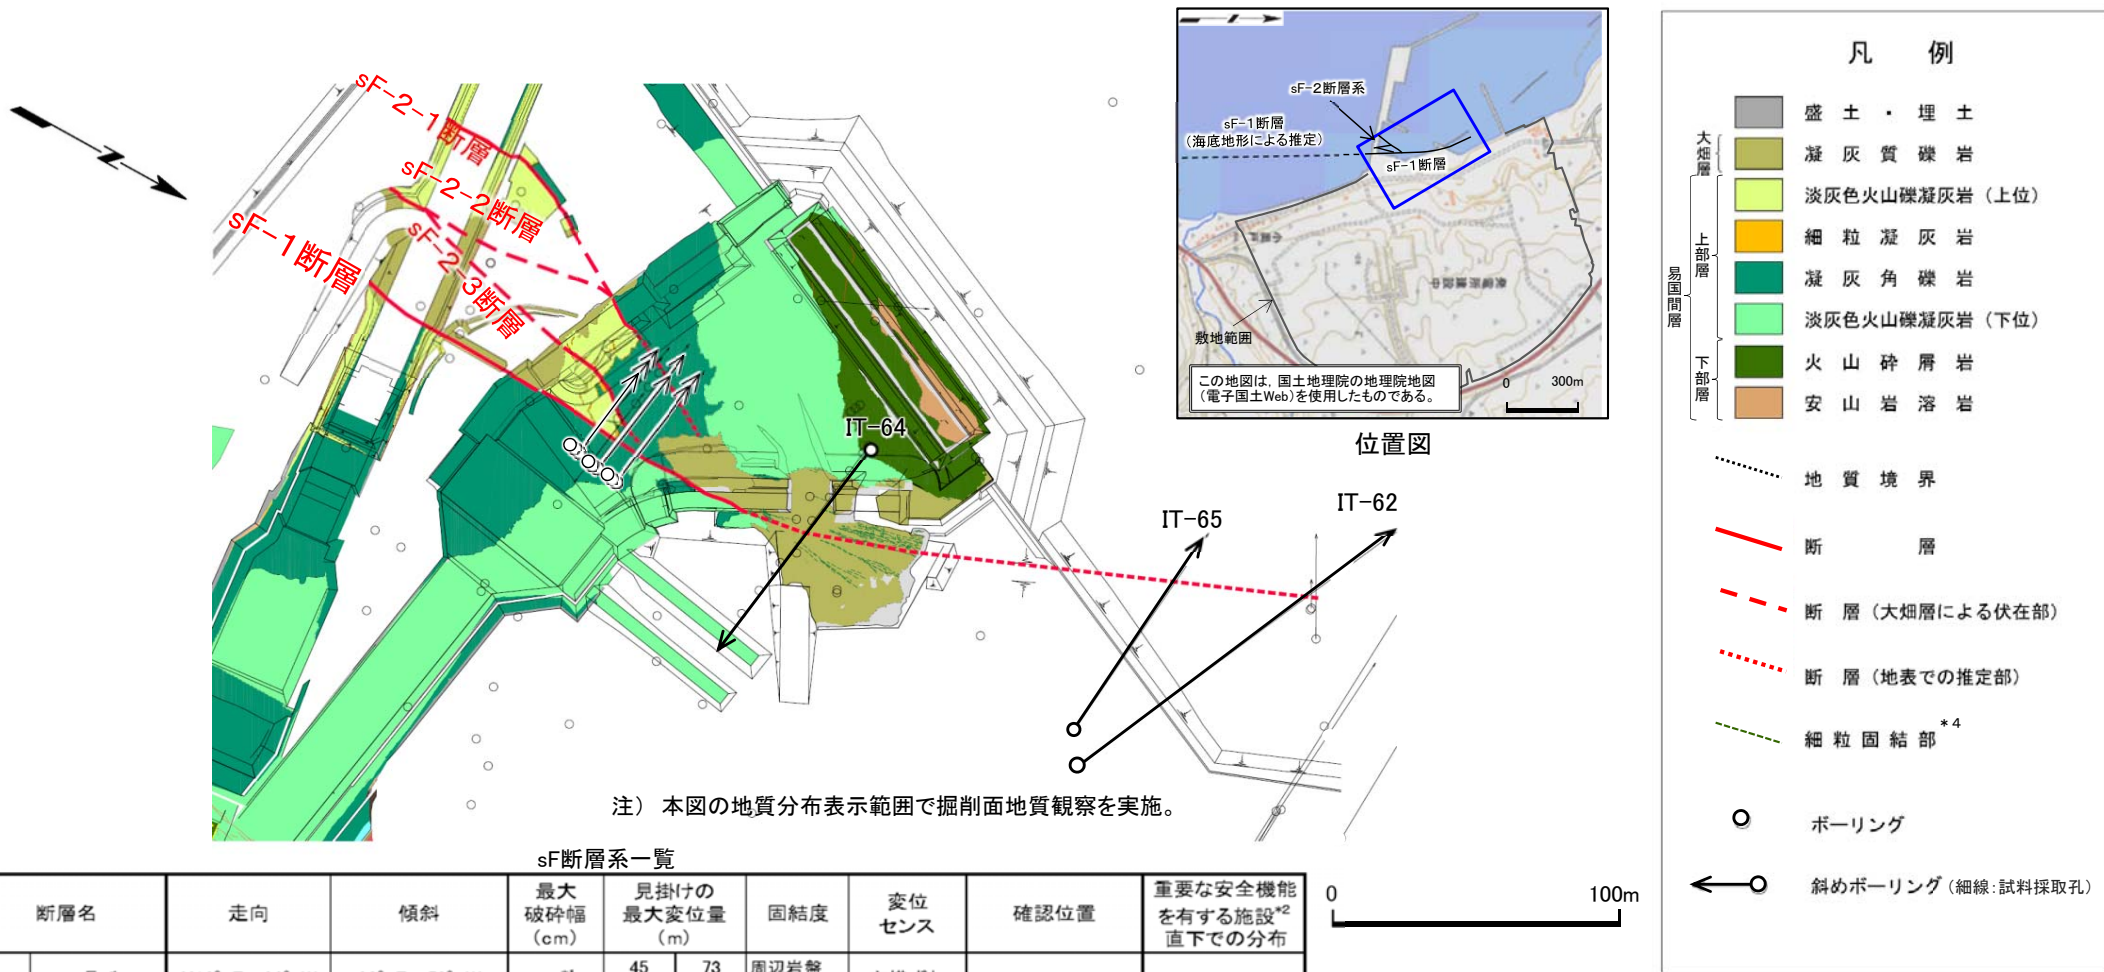 sF-2-1断層
sF-2-2断層
sF-2-3断層
sF-1断層
IT-64
IT-65
IT-62
注) 本図の地質分布表示範囲で掘削面地質観察を実施。
sF-2断層系
sF-1断層
(海底地形による推定)
sF-1断層
敷地範囲
この地図は，国土地理院の地理院地図
(電子国土Web)を使用したものである。
0 300m
位置図
凡 例
盛土・埋土
大畑層
凝灰質礫岩
易国間層
上部層
淡灰色火山礫凝灰岩(上位)
細粒凝灰岩
凝灰角礫岩
淡灰色火山礫凝灰岩(下位)
下部層
火山砕屑岩
安山岩溶岩
地質境界
断層
断層(大畑層による伏在部)
断層(地表での推定部)
細粒固結部*4
ボーリング
斜めボーリング(細線:試料採取孔)
0 100m
sF断層系一覧
断層名
走向
傾斜
最大
破砕幅
(cm)
見掛けの
最大変位量
(m)
固結度
変位
センス
確認位置
重要な安全機能
を有する施設*2
直下での分布
45
73
周辺岩盤